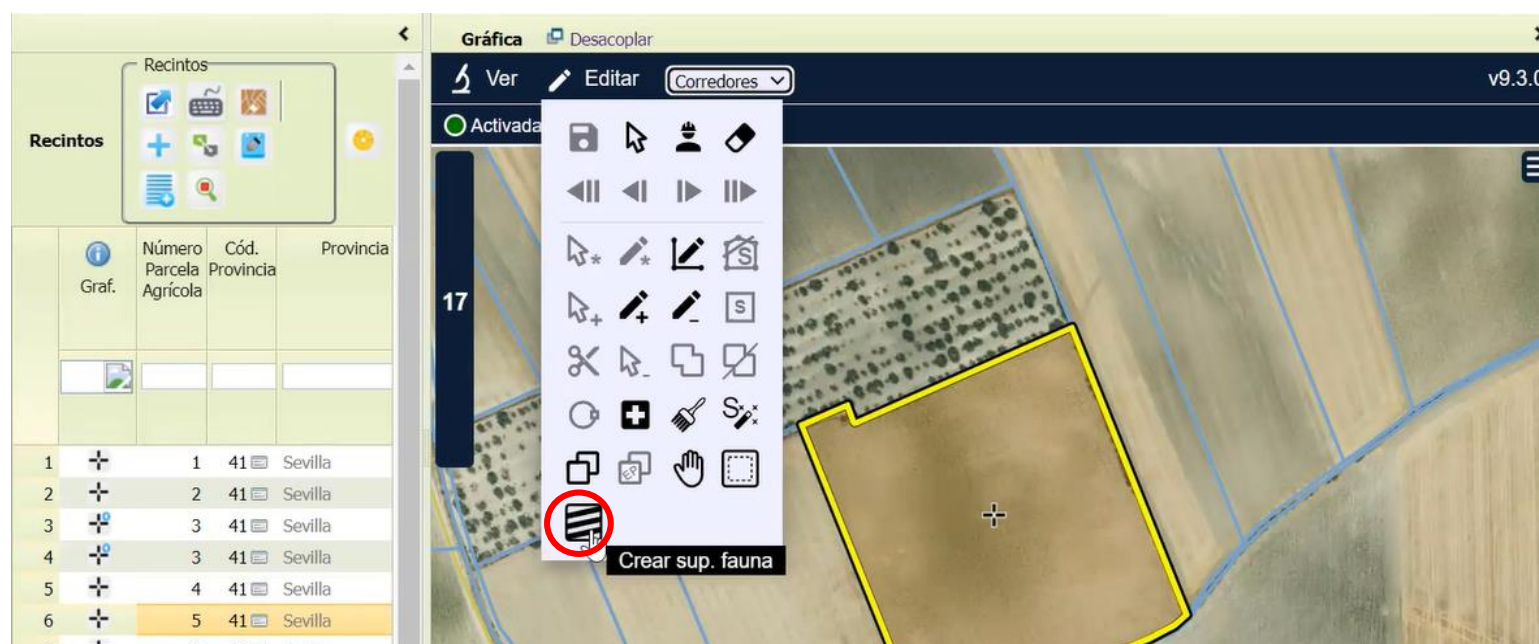 Gráfica Desacoplar
Recintos
Ver Editar Corredores v9.3.0
Activada
Recintos
17
Graf.
Número
Parcela
Agrícola
Cód.
Provincia
Provincia
S
S
S
EP
1 1 41 Sevilla
2 2 41 Sevilla
3 3 41 Sevilla
4 3 41 Sevilla
5 4 41 Sevilla
6 5 41 Sevilla
Crear sup. fauna